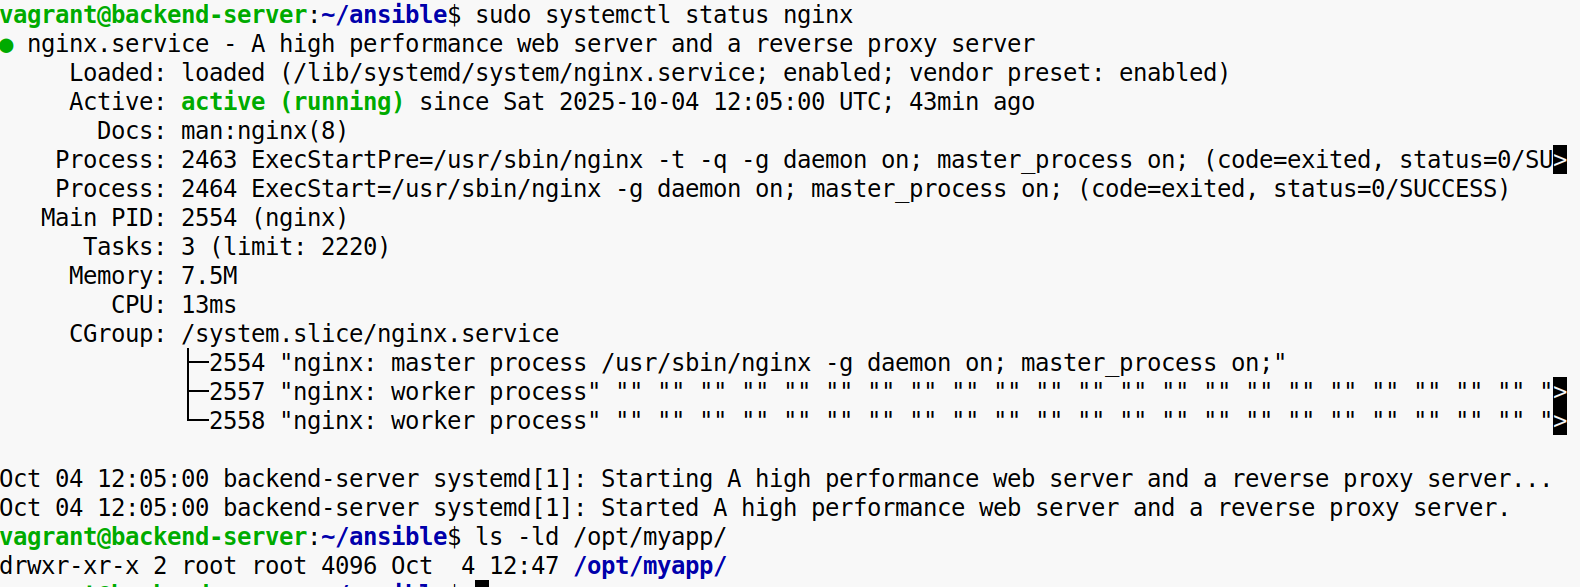 vagrant@backend-server:~/ansible$ sudo systemctl status nginx
● nginx.service - A high performance web server and a reverse proxy server
     Loaded: loaded (/lib/systemd/system/nginx.service; enabled; vendor preset: enabled)
     Active: active (running) since Sat 2025-10-04 12:05:00 UTC; 43min ago
       Docs: man:nginx(8)
    Process: 2463 ExecStartPre=/usr/sbin/nginx -t -q -g daemon on; master_process on; (code=exited, status=0/SU>
    Process: 2464 ExecStart=/usr/sbin/nginx -g daemon on; master_process on; (code=exited, status=0/SUCCESS)
   Main PID: 2554 (nginx)
      Tasks: 3 (limit: 2220)
     Memory: 7.5M
        CPU: 13ms
     CGroup: /system.slice/nginx.service
             ├─2554 "nginx: master process /usr/sbin/nginx -g daemon on; master_process on;"
             ├─2557 "nginx: worker process" "" "" "" "" "" "" "" "" "" "" "" "" "" "" "" "" "" "" "" "" "" "" ">
             └─2558 "nginx: worker process" "" "" "" "" "" "" "" "" "" "" "" "" "" "" "" "" "" "" "" "" "" "" ">

Oct 04 12:05:00 backend-server systemd[1]: Starting A high performance web server and a reverse proxy server...
Oct 04 12:05:00 backend-server systemd[1]: Started A high performance web server and a reverse proxy server.
vagrant@backend-server:~/ansible$ ls -ld /opt/myapp/
drwxr-xr-x 2 root root 4096 Oct  4 12:47 /opt/myapp/